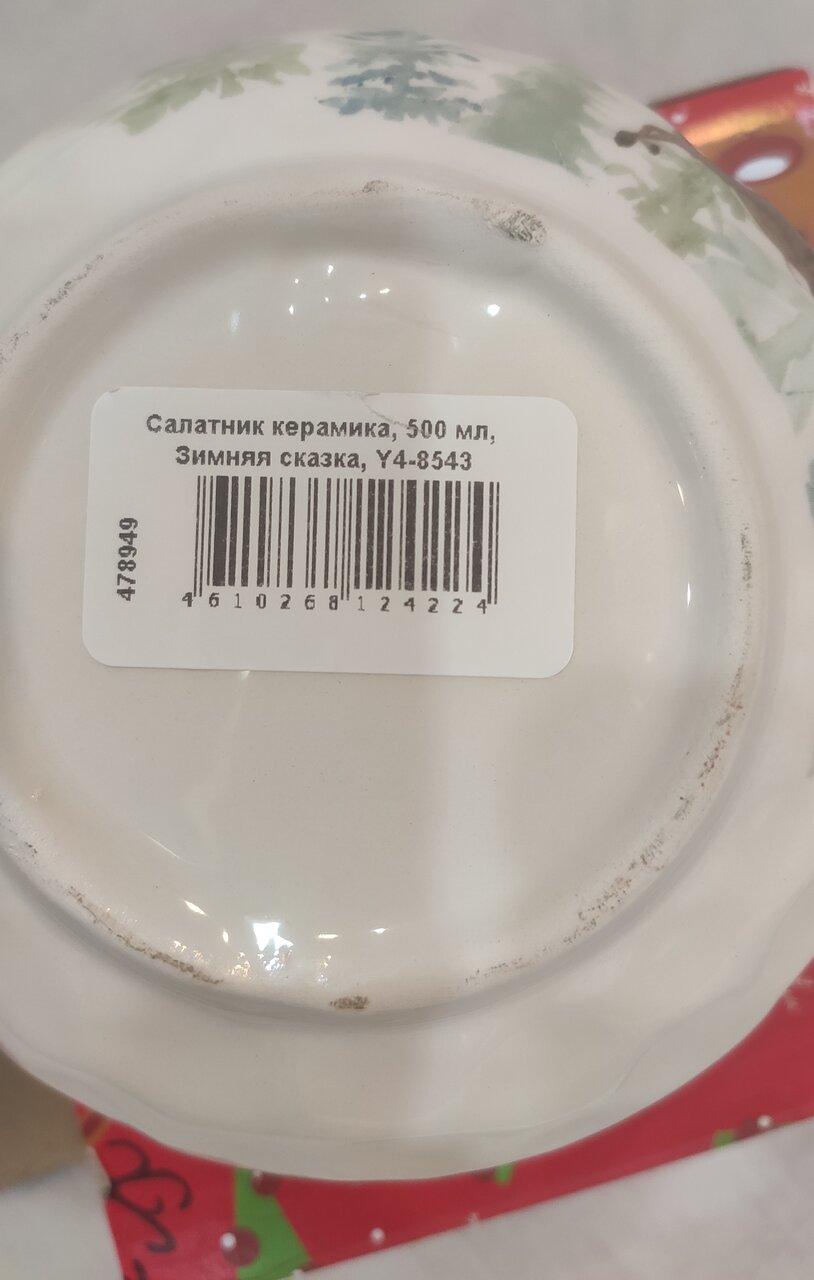 Салатник керамика, 500 мл,
Зимняя сказка, Y4-8543
478949
4610268124224